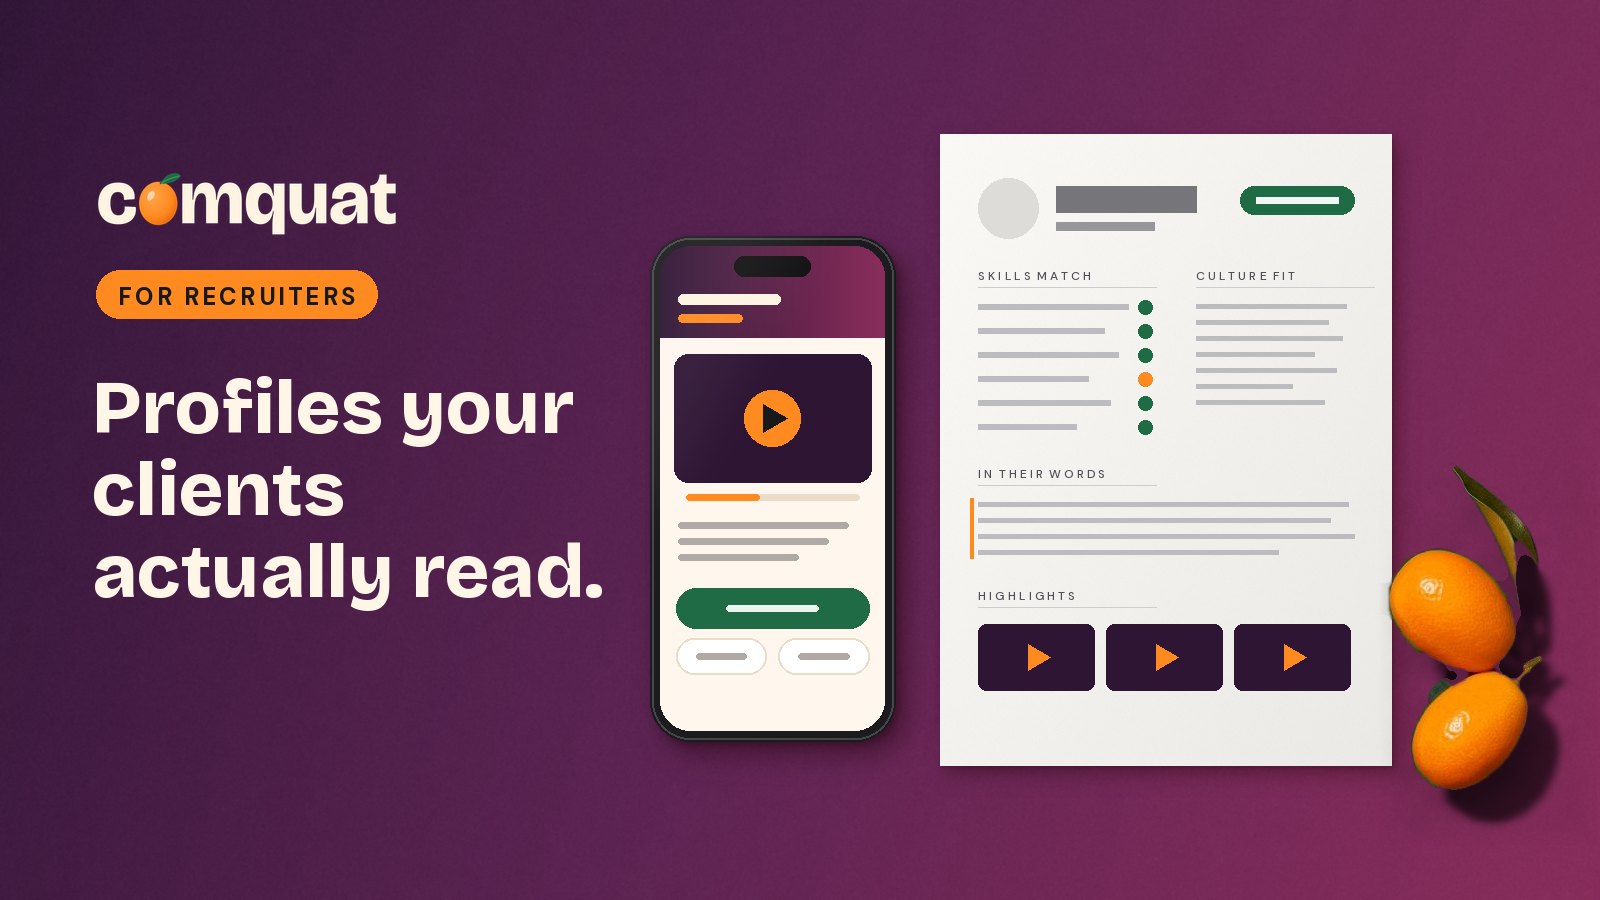 comquat
FOR RECRUITERS
Profiles your
clients
actually read.
SKILLS MATCH
CULTURE FIT
IN THEIR WORDS
HIGHLIGHTS